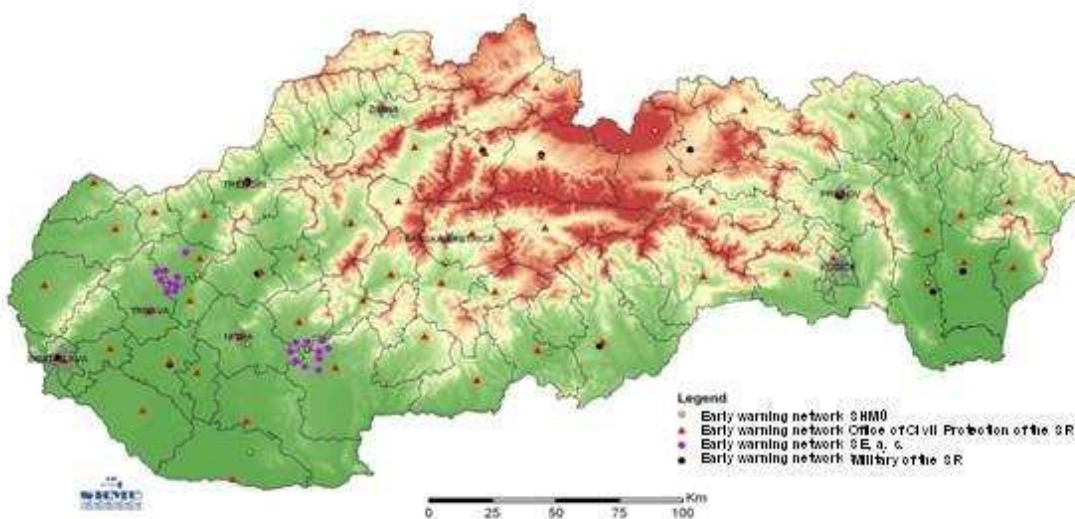 Žilina
TRENČÍN
PREŠOV
BANSKÁ BYSTRICA
KOŠICE
TRNAVA
NITRA
BRATISLAVA
Legend
Early warning network SHMÚ
Early warning network Office of Civil Protection of the SR
Early warning network SE, a. s.
Early warning network Military of the SR
SHMÚ
Km
0 25 50 75 100